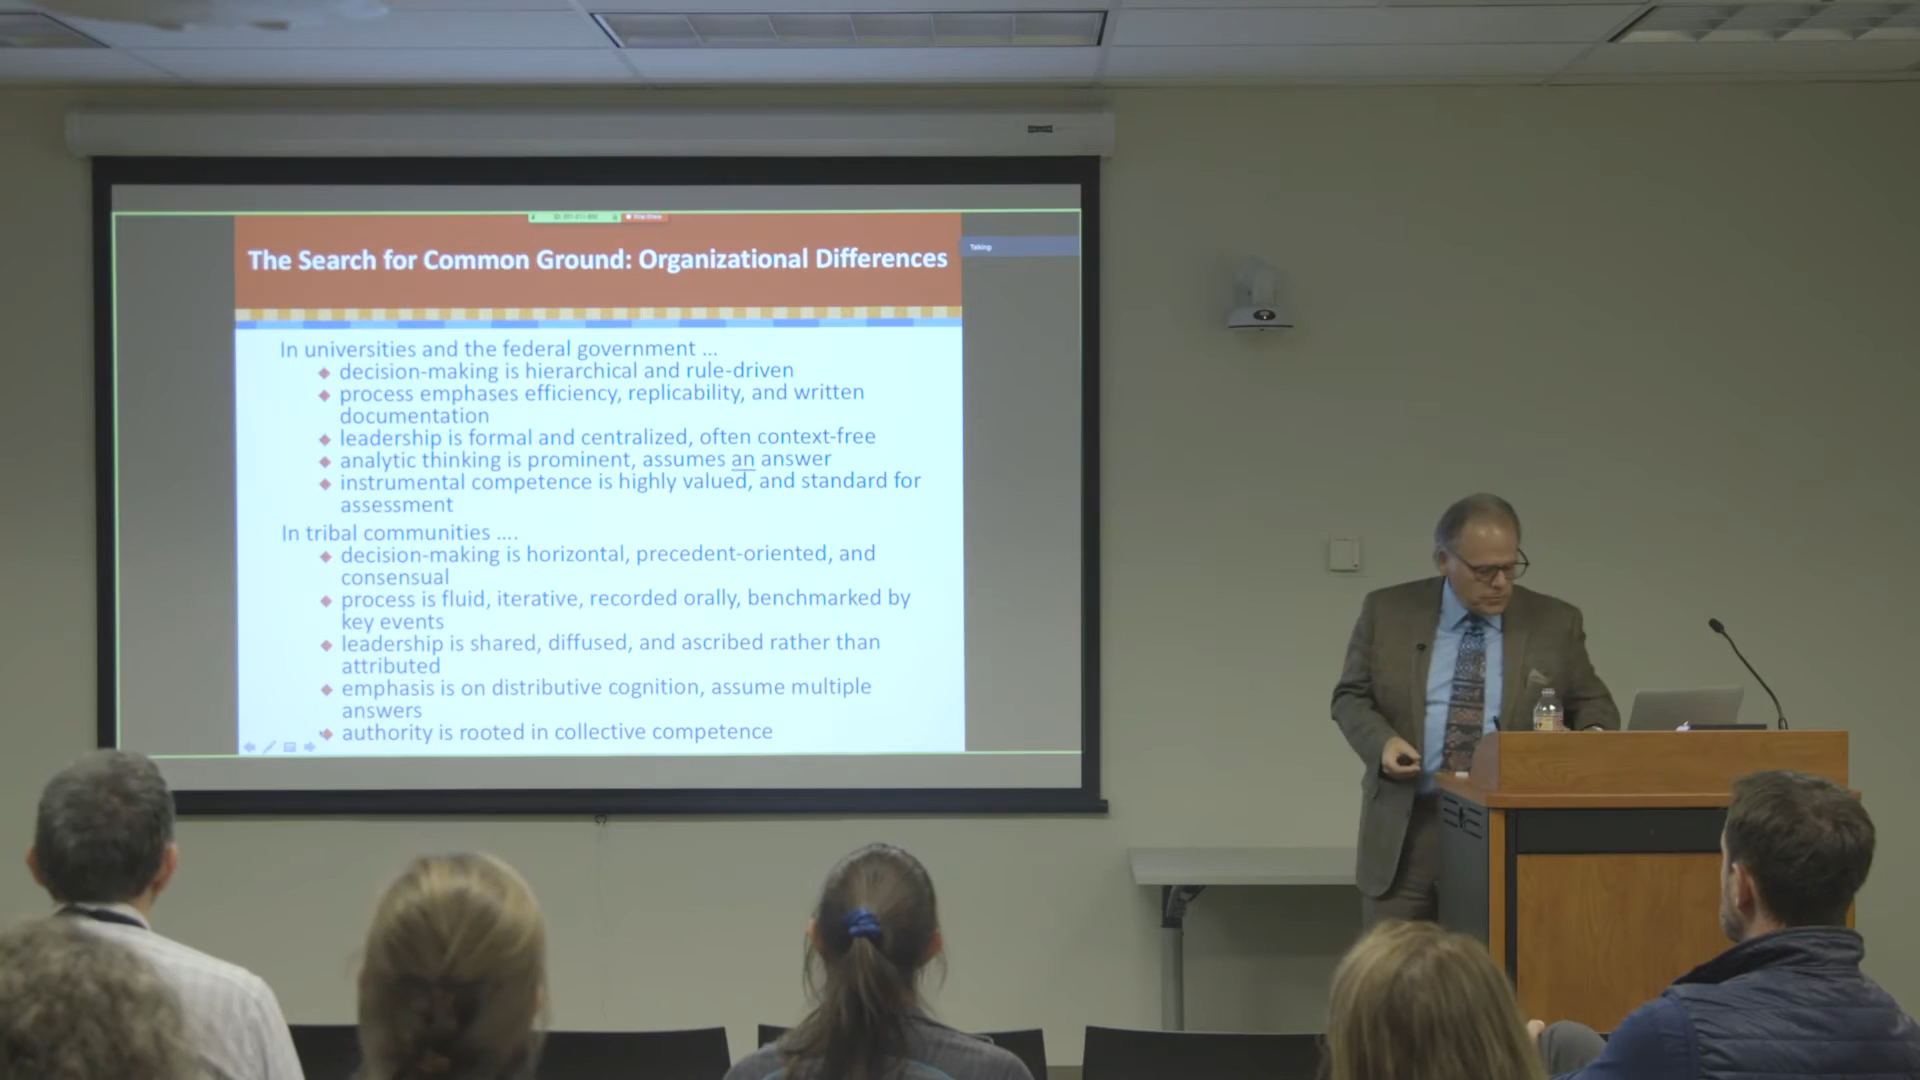 The Search for Common Ground: Organizational Differences
Talking
In universities and the federal government ...
decision-making is hierarchical and rule-driven
process emphases efficiency, replicability, and written
documentation
leadership is formal and centralized, often context-free
analytic thinking is prominent, assumes an answer
instrumental competence is highly valued, and standard for
assessment
In tribal communities ....
decision-making is horizontal, precedent-oriented, and
consensual
process is fluid, iterative, recorded orally, benchmarked by
key events
leadership is shared, diffused, and ascribed rather than
attributed
emphasis is on distributive cognition, assume multiple
answers
authority is rooted in collective competence